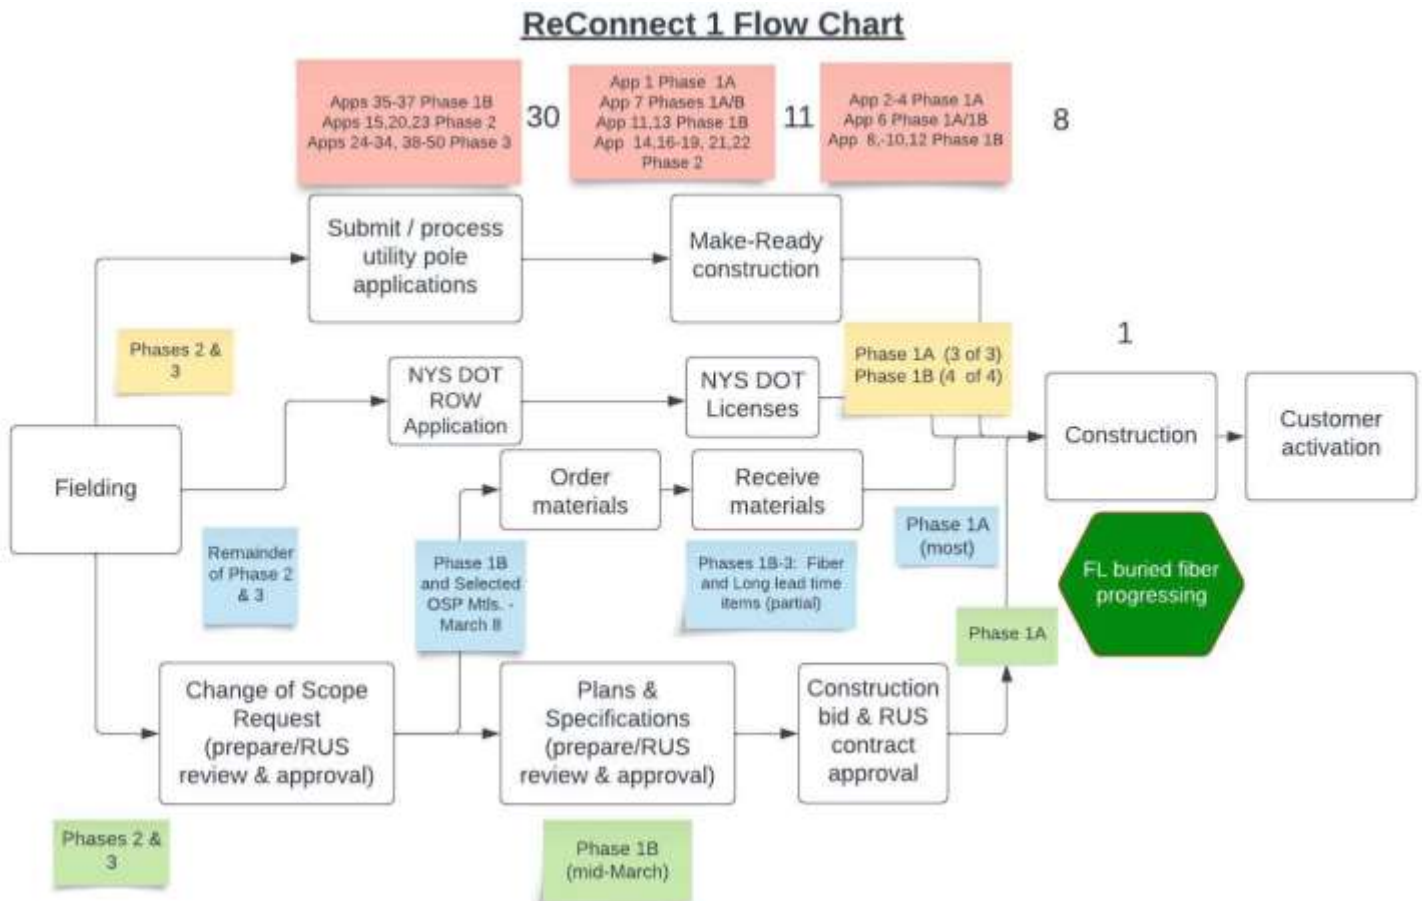 ReConnect 1 Flow Chart
Apps 35-37 Phase 1B
Apps 15,20,23 Phase 2
Apps 24-34, 38-50 Phase 3
30
App 1 Phase 1A
App 7 Phases 1A/B
App 11,13 Phase 1B
App 14,16-19, 21,22
Phase 2
11
App 2-4 Phase 1A
App 6 Phase 1A/1B
App 8,-10,12 Phase 1B
8
Submit / process
utility pole
applications
Make-Ready
construction
Phases 2 &
3
NYS DOT
ROW
Application
NYS DOT
Licenses
Phase 1A (3 of 3)
Phase 1B (4 of 4)
1
Construction
Customer
activation
Fielding
Order
materials
Receive
materials
Remainder
of Phase 2
& 3
Phase 1B
and Selected
OSP Mtls. -
March 8
Phases 1B-3: Fiber
and Long lead time
items (partial)
Phase 1A
(most)
FL buried fiber
progressing
Phase 1A
Change of Scope
Request
(prepare/RUS
review & approval)
Plans &
Specifications
(prepare/RUS
review & approval)
Construction
bid & RUS
contract
approval
Phases 2 &
3
Phase 1B
(mid-March)